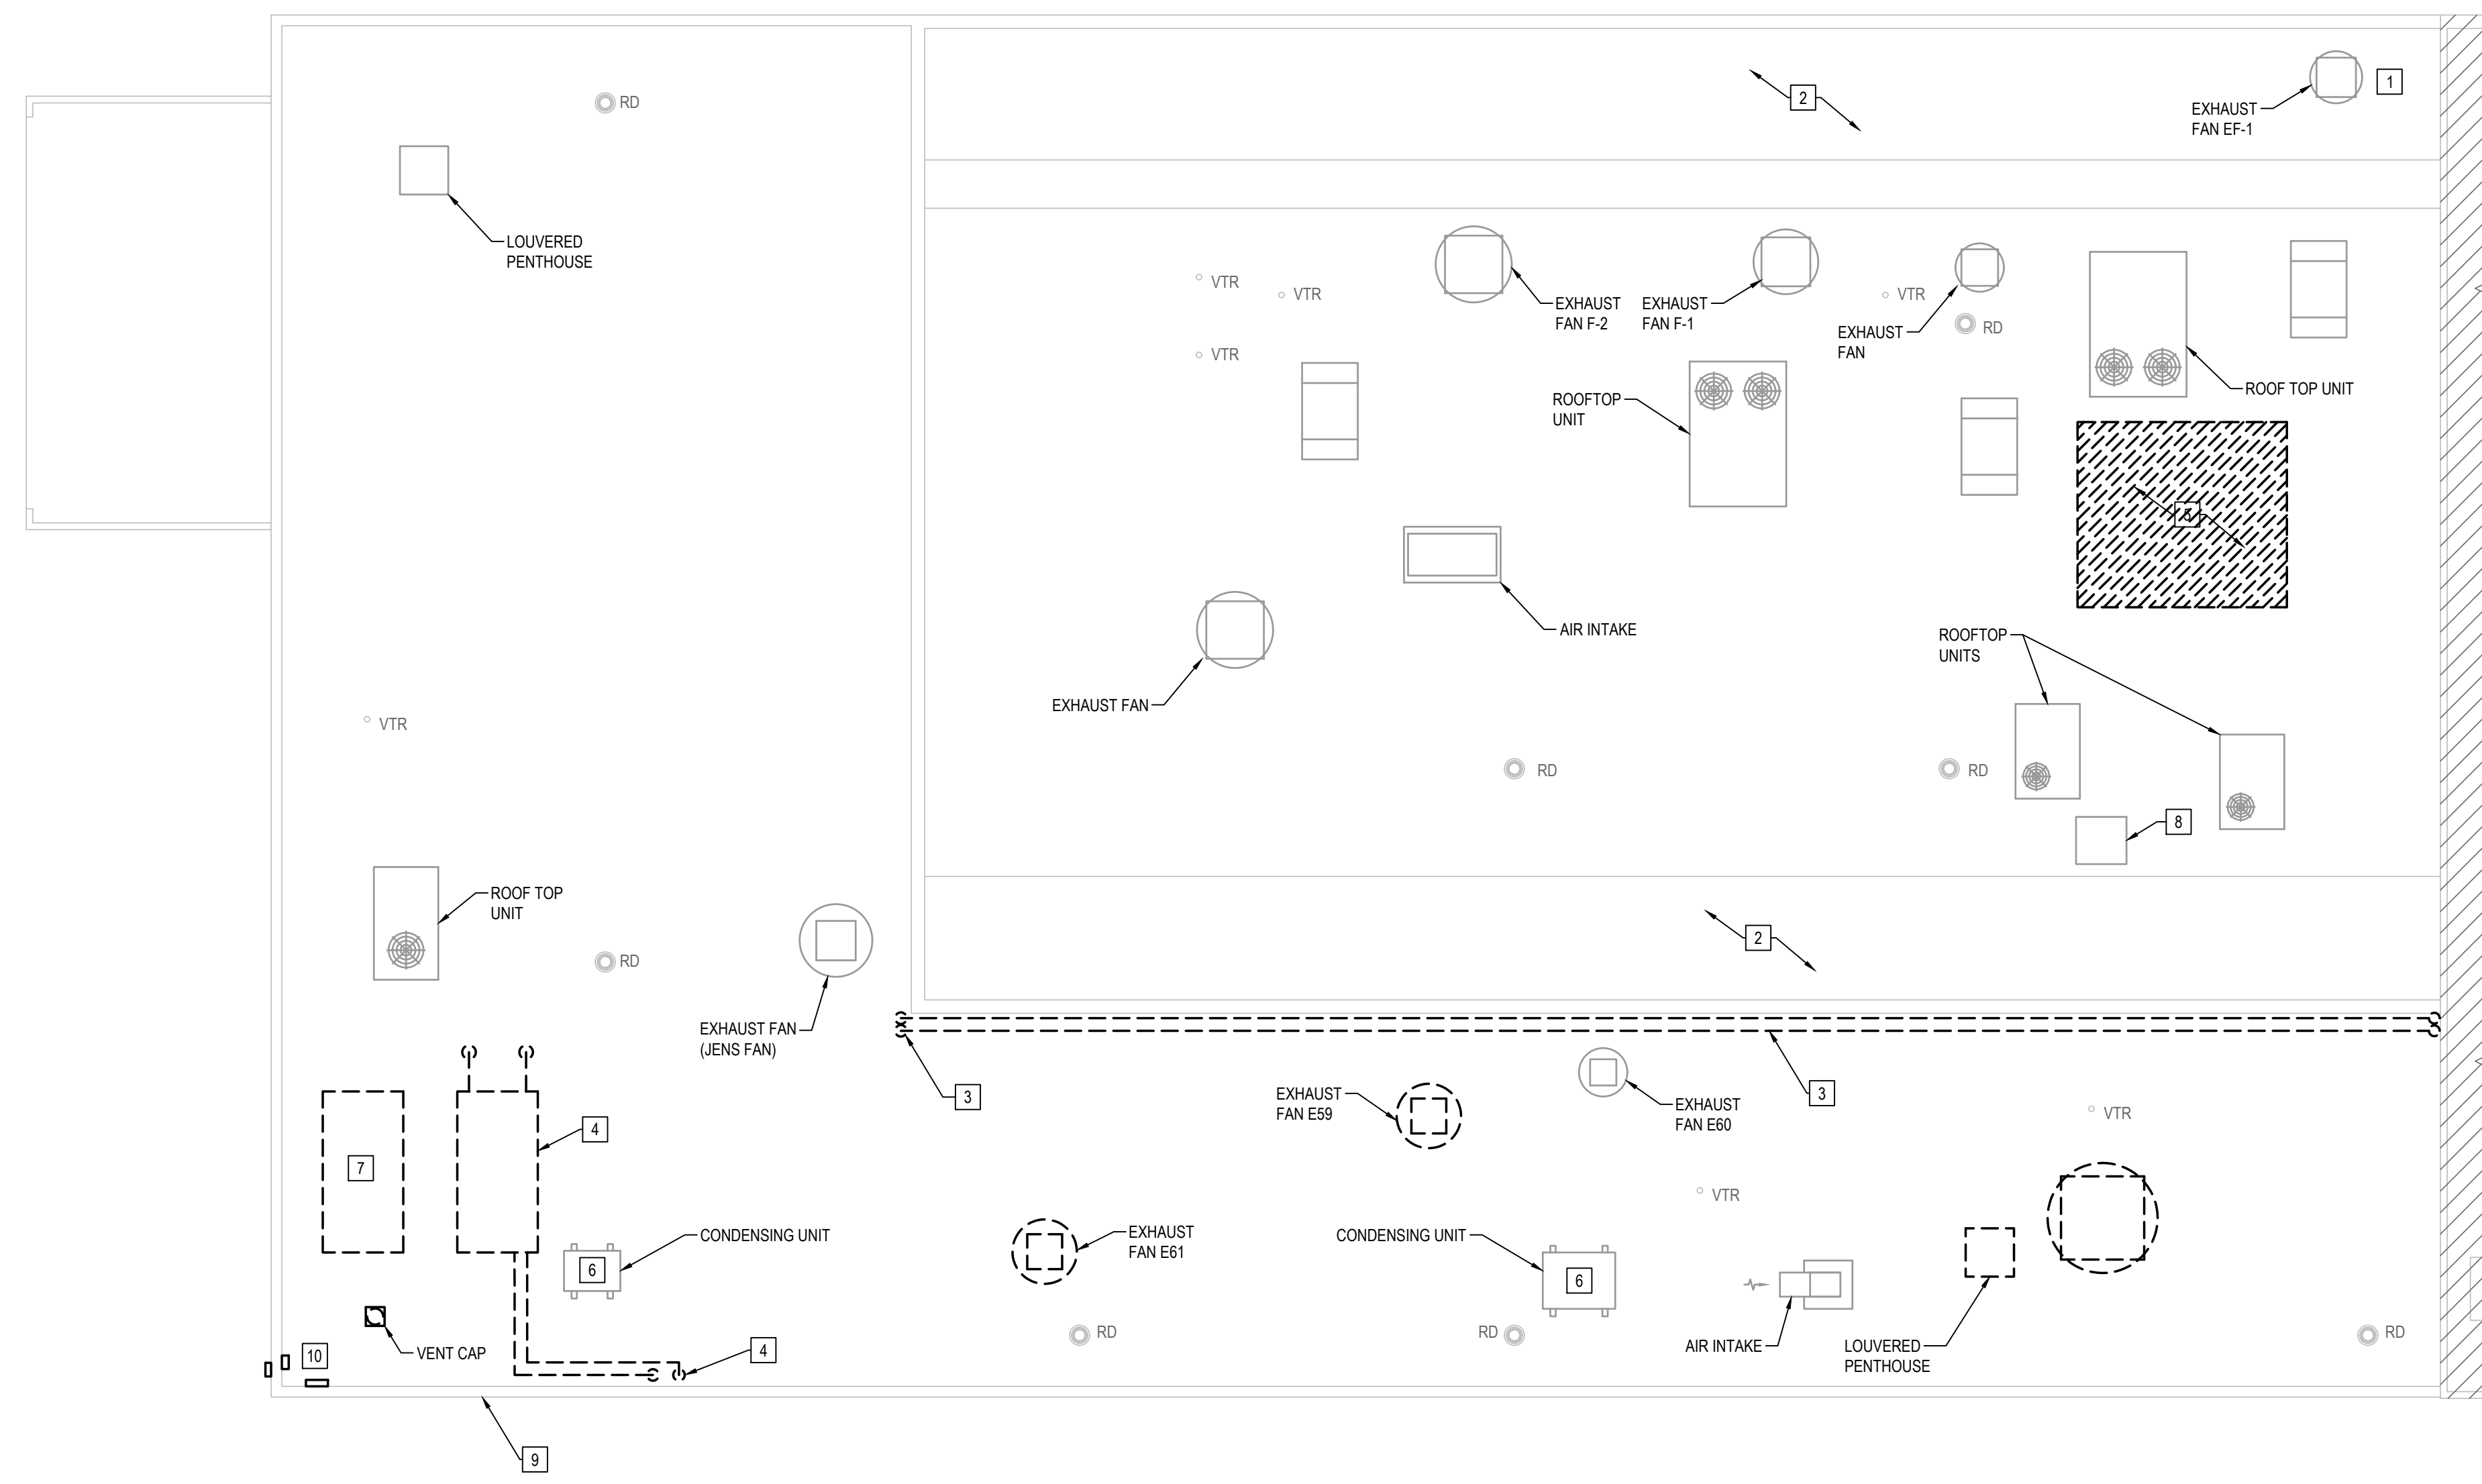 RD
2
1
EXHAUST
FAN EF-1
LOUVERED
PENTHOUSE
VTR
VTR
VTR
EXHAUST
FAN F-2
EXHAUST
FAN F-1
VTR
RD
EXHAUST
FAN
ROOF TOP UNIT
ROOFTOP
UNIT
5
AIR INTAKE
ROOFTOP
UNITS
EXHAUST FAN
VTR
RD
RD
8
ROOF TOP
UNIT
RD
2
EXHAUST FAN
(JENS FAN)
3
3
EXHAUST
FAN E59
EXHAUST
FAN E60
VTR
4
7
VTR
CONDENSING UNIT
6
EXHAUST
FAN E61
CONDENSING UNIT
6
RD
RD
AIR INTAKE
LOUVERED
PENTHOUSE
RD
VENT CAP
10
4
9